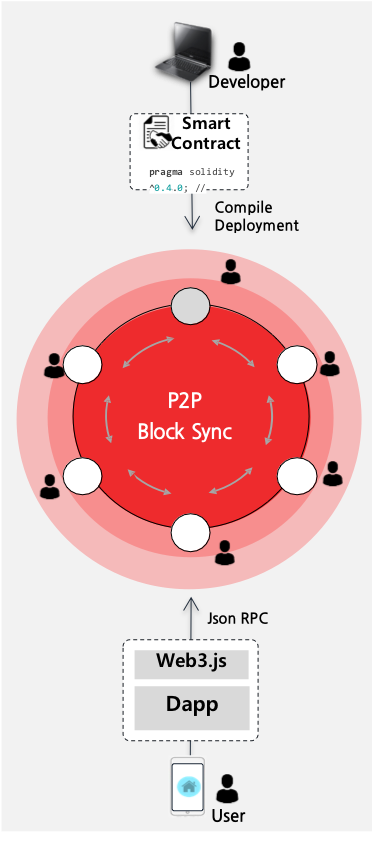 Developer
Smart
Contract
pragma solidity
^0.4.0; //
Compile
Deployment
P2P
Block Sync
Json RPC
Web3.js
Dapp
User